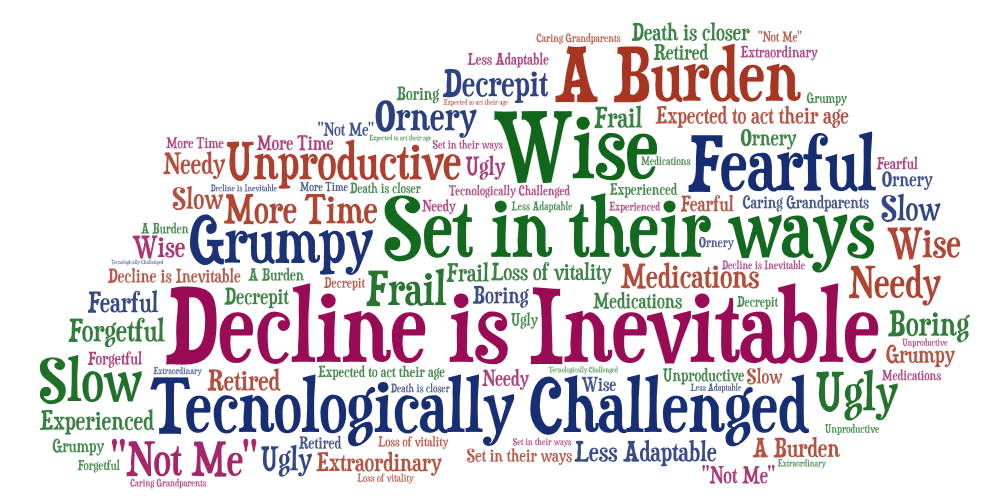 Caring Grandparents
Death is closer
"Not Me"
Less Adaptable
Retired
Extraordinary
Boring
Decrepit
A Burden
Grumpy
Expected to act their age
Ornery
Frail
Expected to act their age
"Not Me"
Expected to act their age
Wise
Ornery
More Time
More Time
Set in their ways
Fearful
Needy
Unproductive
Ugly
Medications
Fearful
Decline is Inevitable
More Time
Death is closer
Tecnologically Challenged
Experienced
Ornery
Slow
More Time
Needy
Less Adaptable
Experienced
Fearful
Caring Grandparents
Slow
A Burden
Grumpy
Set in their ways
Ornery
Wise
Wise
Tecnologically Challenged
Decline is Inevitable
A Burden
Decrepit
Frail
Frail
Loss of vitality
Medications
Decline is Inevitable
Needy
Fearful
Decrepit
Boring
Medications
Decrepit
Forgetful
Decline is Inevitable
Ugly
Boring
Unproductive
Forgetful
Grumpy
Slow
Extraordinary
Retired
Expected to act their age
Death is closer
Needy
Tecnologically Challenged
Wise
Unproductive
Slow
Less Adaptable
Medications
Experienced
Tecnologically Challenged
Ugly
Unproductive
Grumpy
"Not Me"
Retired
Loss of vitality
Set in their ways
A Burden
Forgetful
Ugly
Extraordinary
Set in their ways
Less Adaptable
Extraordinary
Caring Grandparents
Loss of vitality
"Not Me"